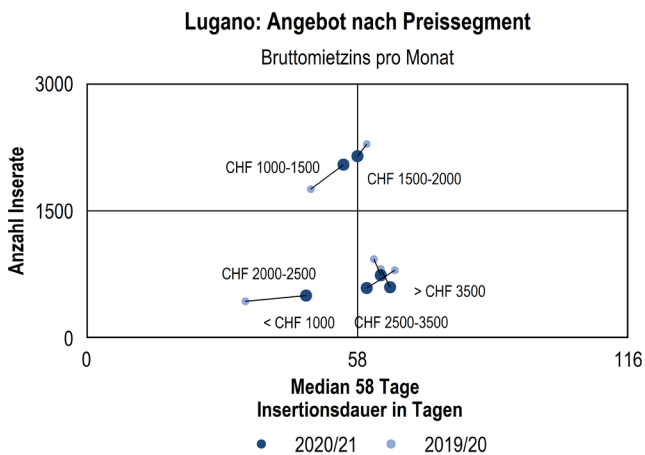 Lugano: Angebot nach Preissegment
Bruttomietzins pro Monat
3000
1500
0
Anzahl Inserate
CHF 1000-1500
CHF 1500-2000
CHF 2000-2500
> CHF 3500
< CHF 1000
CHF 2500-3500
0
58
116
Median 58 Tage
Insertionsdauer in Tagen
2020/21
2019/20